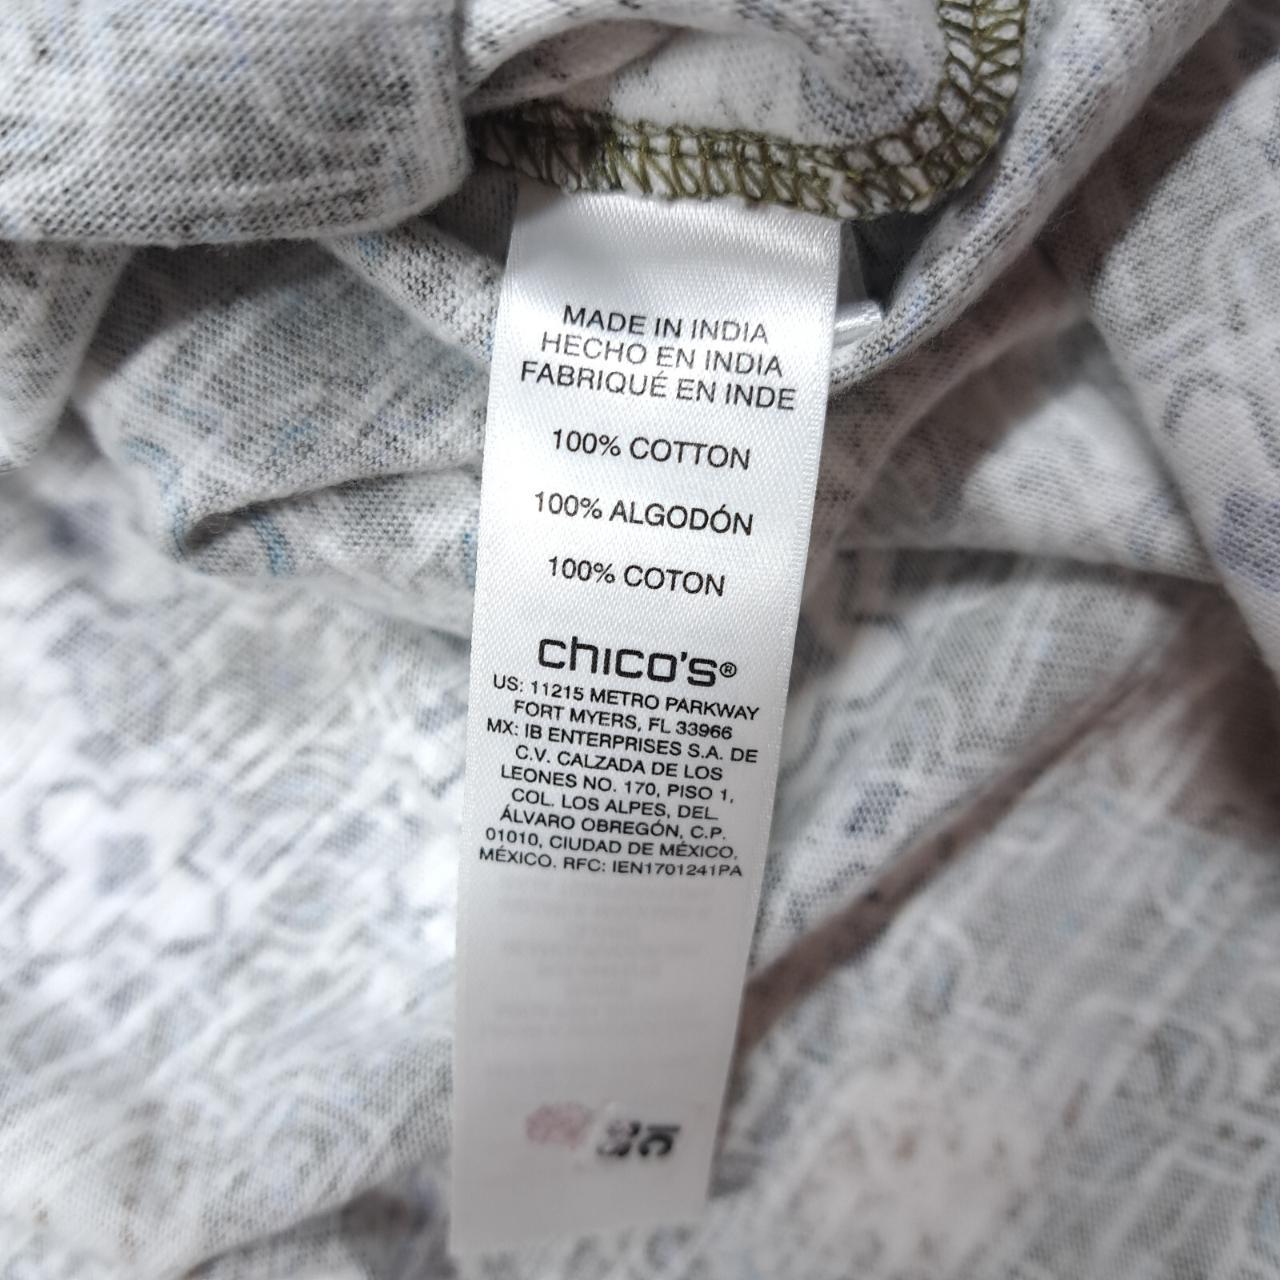 MADE IN INDIA
HECHO EN INDIA
FABRIQUÉ EN INDE
100% COTTON
100% ALGODÓN
100% COTON
chico's®
US: 11215 METRO PARKWAY
FORT MYERS, FL 33966
MX: IB ENTERPRISES S.A. DE
C.V. CALZADA DE LOS
LEONES NO. 170, PISO 1,
COL. LOS ALPES, DEL.
ÁLVARO OBREGÓN, C.P.
01010, CIUDAD DE MÉXICO,
MÉXICO. RFC: IEN1701241PA